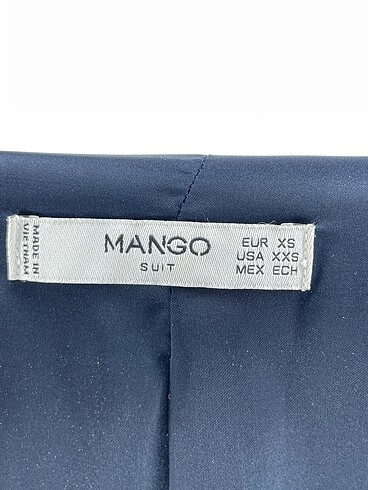 MADE IN
VIETNAM
MANGO
SUIT
EUR XS
USA XXS
MEX ECH